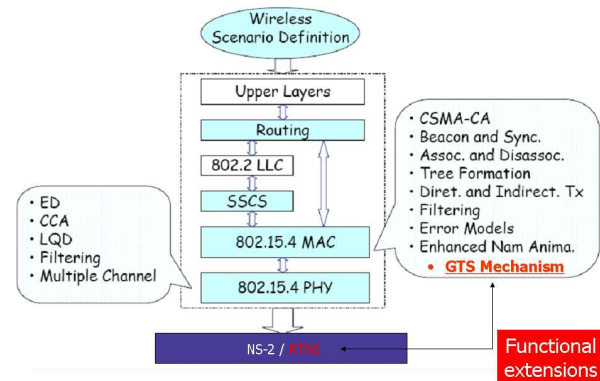 Wireless
Scenario Definition
Upper Layers
Routing
802.2 LLC
SSCS
802.15.4 MAC
802.15.4 PHY
NS-2 / RTNS
• ED
• CCA
• LQD
• Filtering
• Multiple Channel
• CSMA-CA
• Beacon and Sync.
• Assoc. and Disassoc.
• Tree Formation
• Diret. and Indirect. Tx
• Filtering
• Error Models
• Enhanced Nam Anima.
• GTS Mechanism
Functional
extensions